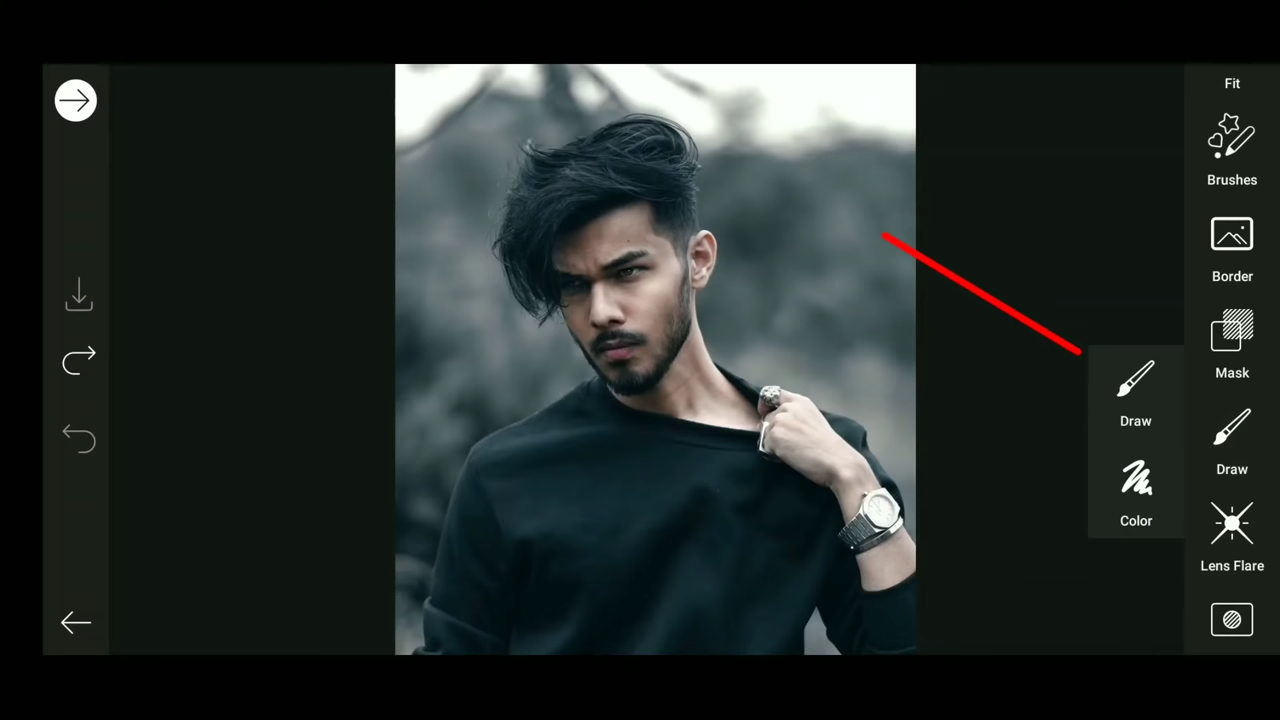 Fit
Brushes
Border
Mask
Draw
Lens Flare
Draw
Color